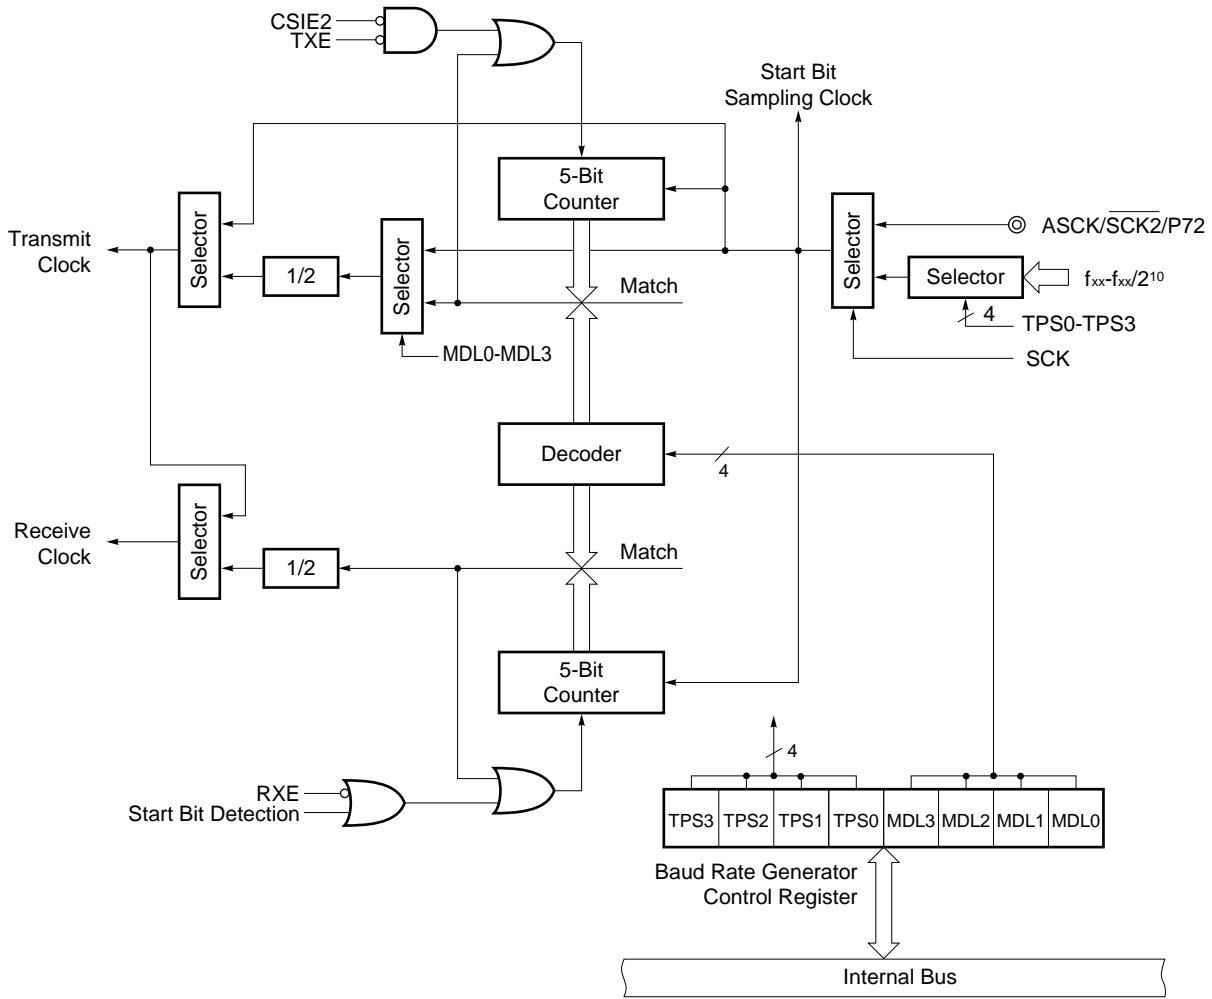 CSIE2
TXE
Start Bit
Sampling Clock
5-Bit
Counter
Selector
Selector
Selector
ASCK/SCK2/P72
Transmit
Clock
1/2
Selector
fxx-fxx/2^10
Match
4
TPS0-TPS3
MDL0-MDL3
SCK
Decoder
4
Selector
Receive
Clock
1/2
Match
5-Bit
Counter
4
RXE
Start Bit Detection
TPS3 TPS2 TPS1 TPS0 MDL3 MDL2 MDL1 MDL0
Baud Rate Generator
Control Register
Internal Bus